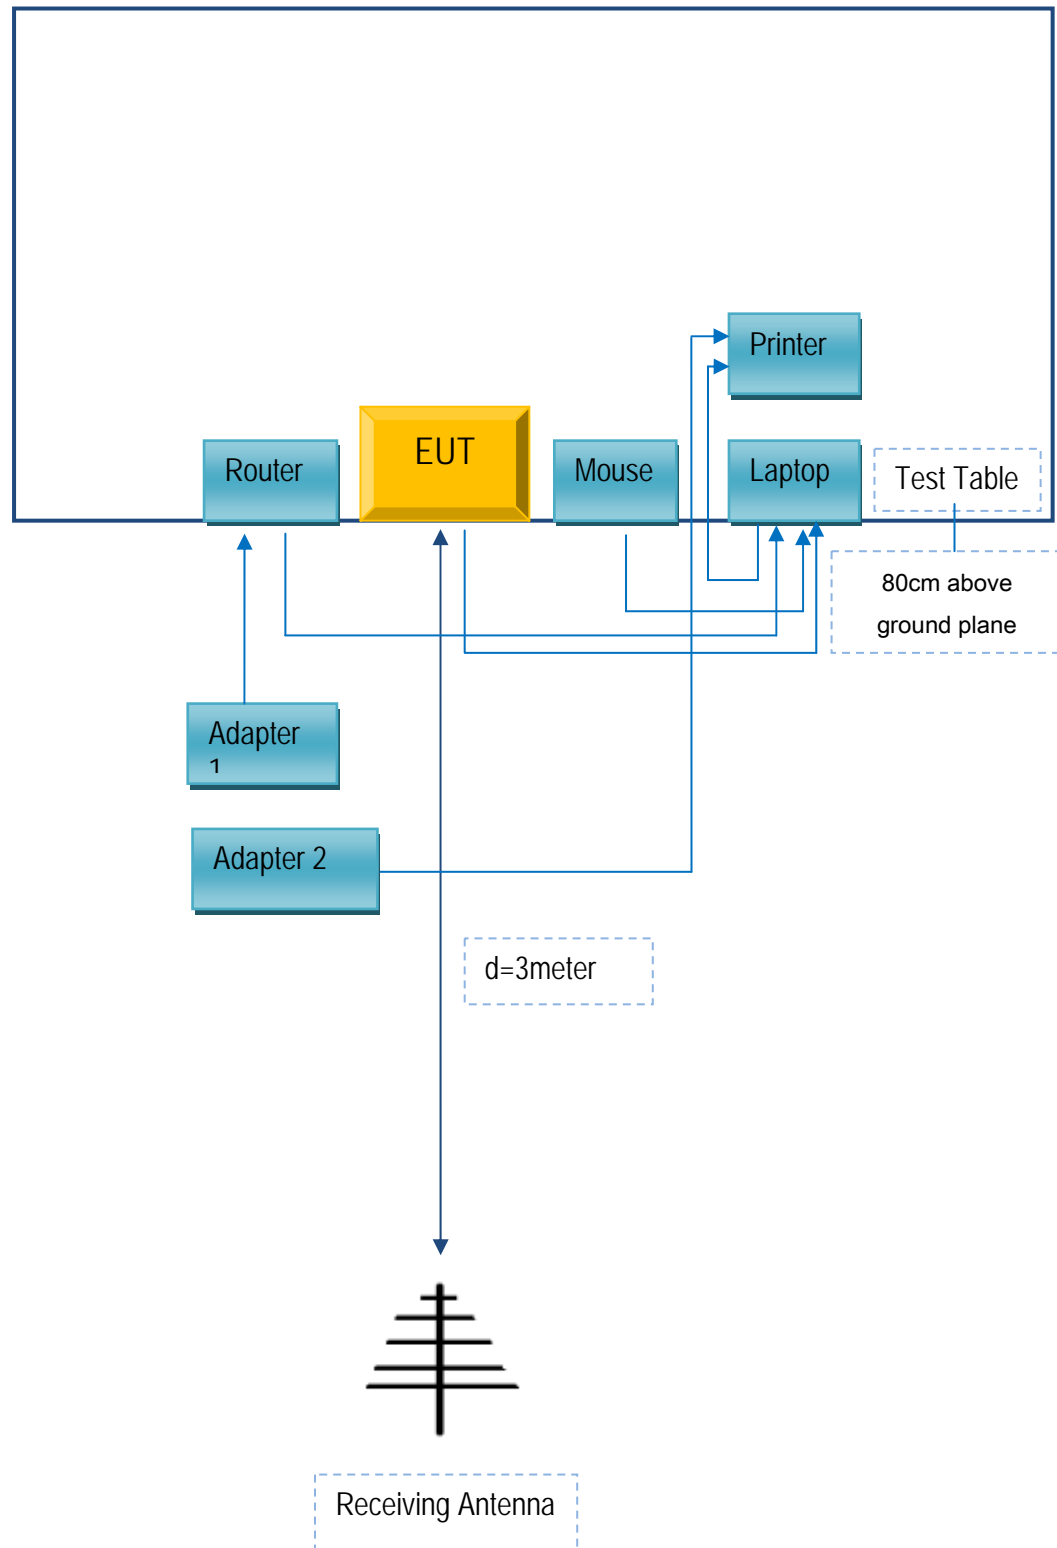 Printer
EUT
Router
Mouse
Laptop
Test Table
80cm above
ground plane
Adapter
1
Adapter 2
d=3meter
Receiving Antenna